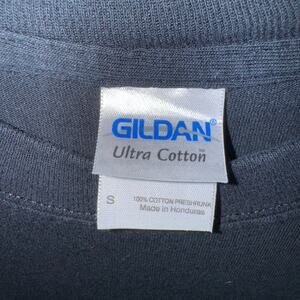 GILDAN®
Ultra Cotton™
S 100% COTTON PRESHRUNK
Made in Honduras